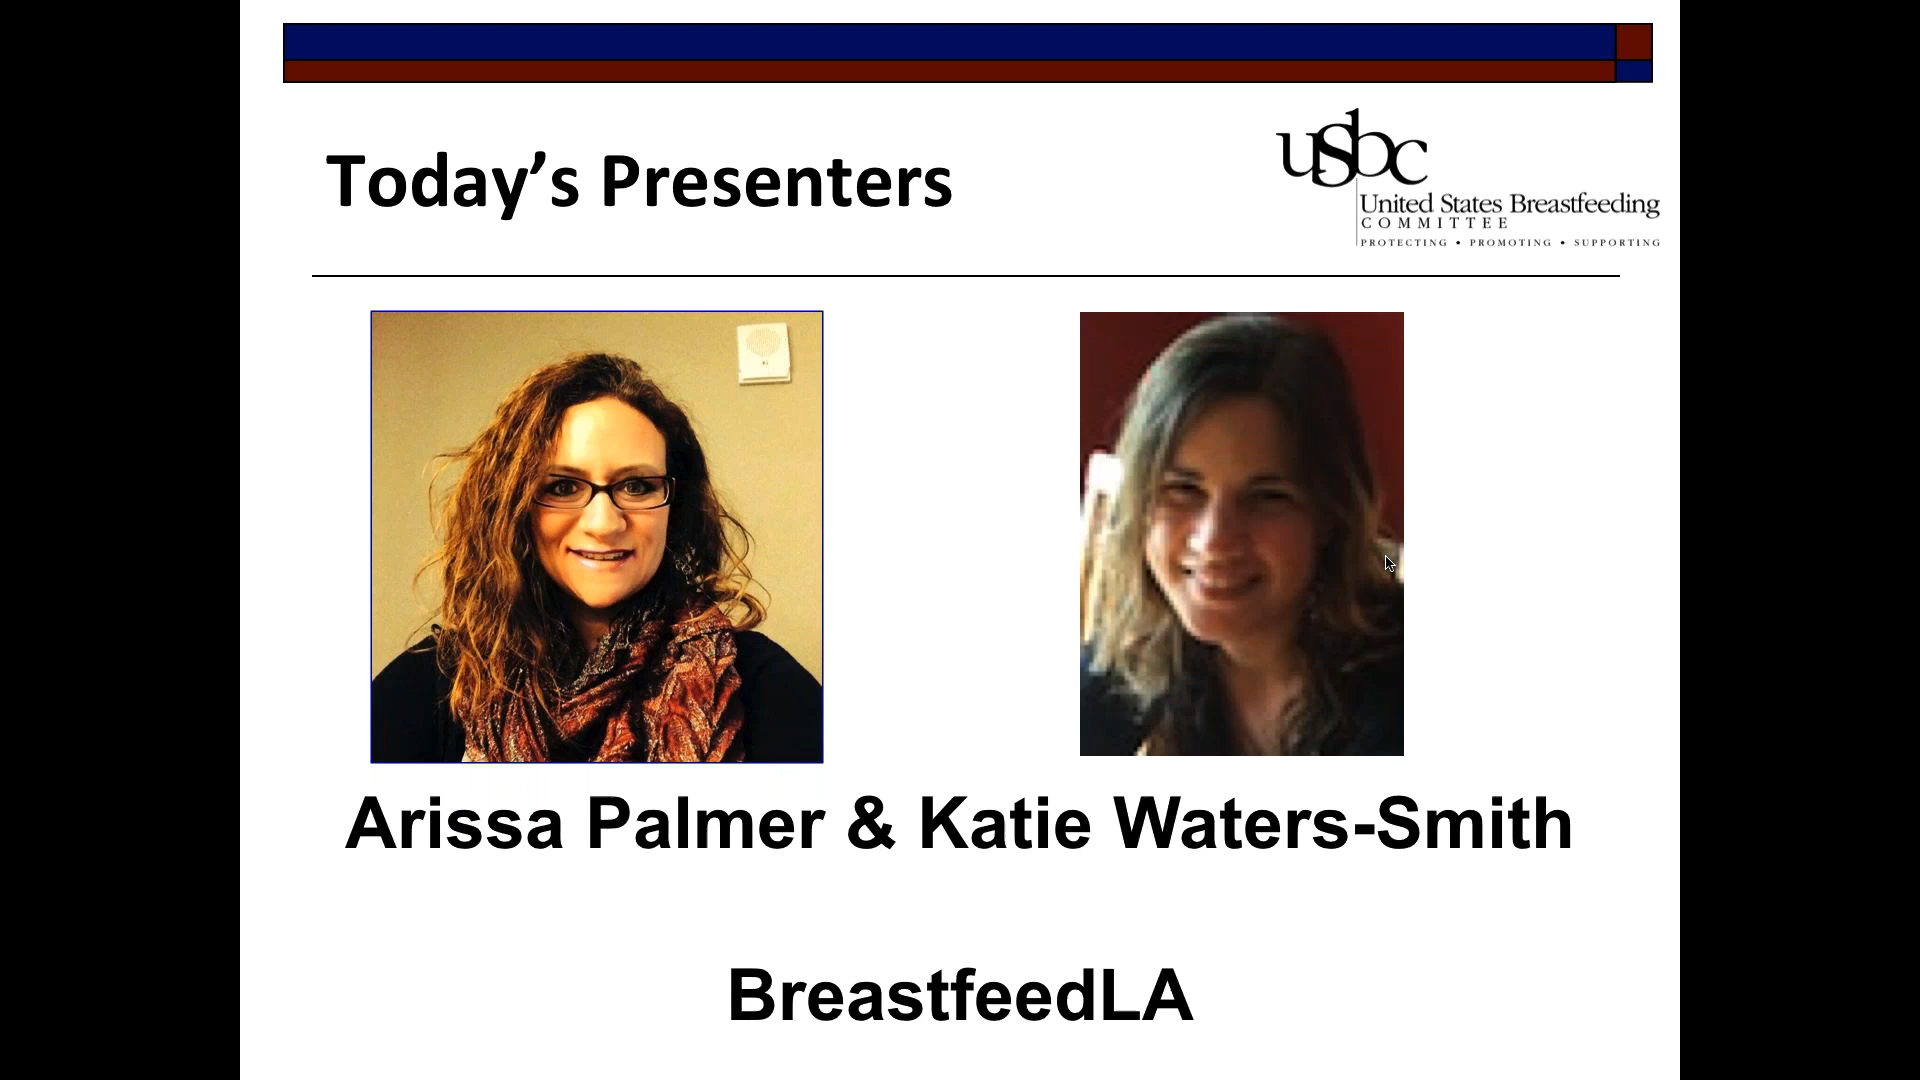 Today’s Presenters
usbc
United States Breastfeeding
COMMITTEE
PROTECTING • PROMOTING • SUPPORTING
Arissa Palmer & Katie Waters-Smith
BreastfeedLA